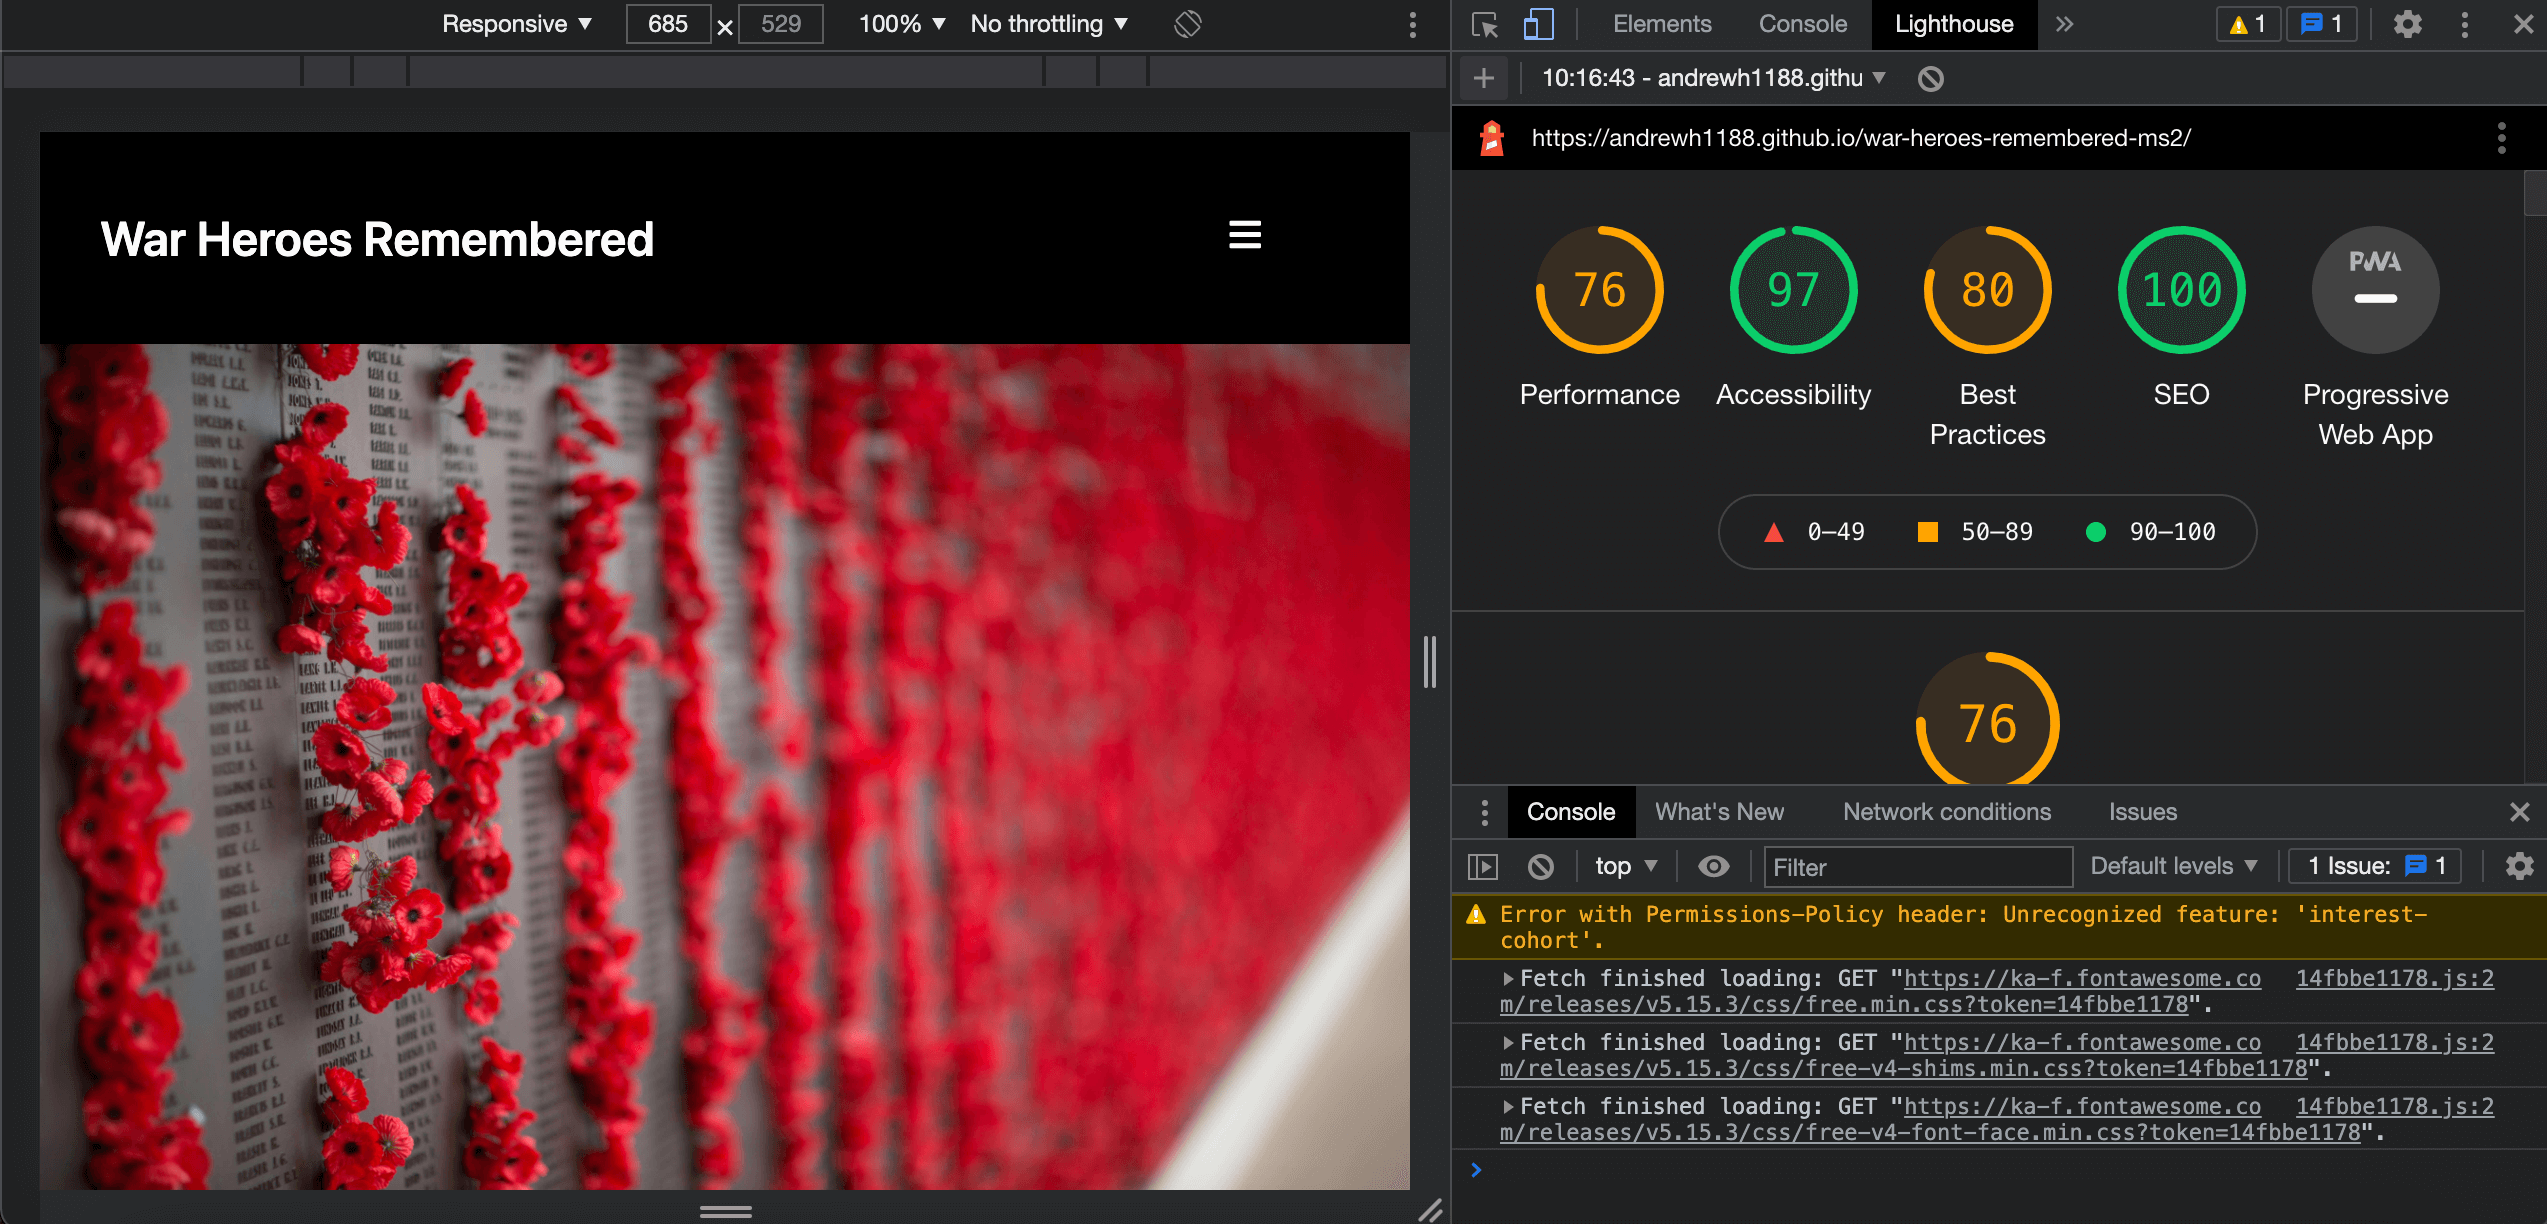 Responsive ▼ 685 × 529 100% ▼ No throttling ▼
Elements Console Lighthouse » 1 1
+ 10:16:43 - andrewh1188.githu ▼
https://andrewh1188.github.io/war-heroes-remembered-ms2/
War Heroes Remembered
76 97 80 100 PWA
Performance Accessibility Best Practices SEO Progressive Web App
0–49 50–89 90–100
76
Console What's New Network conditions Issues
top ▼ Filter Default levels ▼ 1 Issue: 1
Error with Permissions-Policy header: Unrecognized feature: 'interest-
cohort'.
Fetch finished loading: GET "https://ka-f.fontawesome.co 14fbbe1178.js:2
m/releases/v5.15.3/css/free.min.css?token=14fbbe1178".
Fetch finished loading: GET "https://ka-f.fontawesome.co 14fbbe1178.js:2
m/releases/v5.15.3/css/free-v4-shims.min.css?token=14fbbe1178".
Fetch finished loading: GET "https://ka-f.fontawesome.co 14fbbe1178.js:2
m/releases/v5.15.3/css/free-v4-font-face.min.css?token=14fbbe1178".